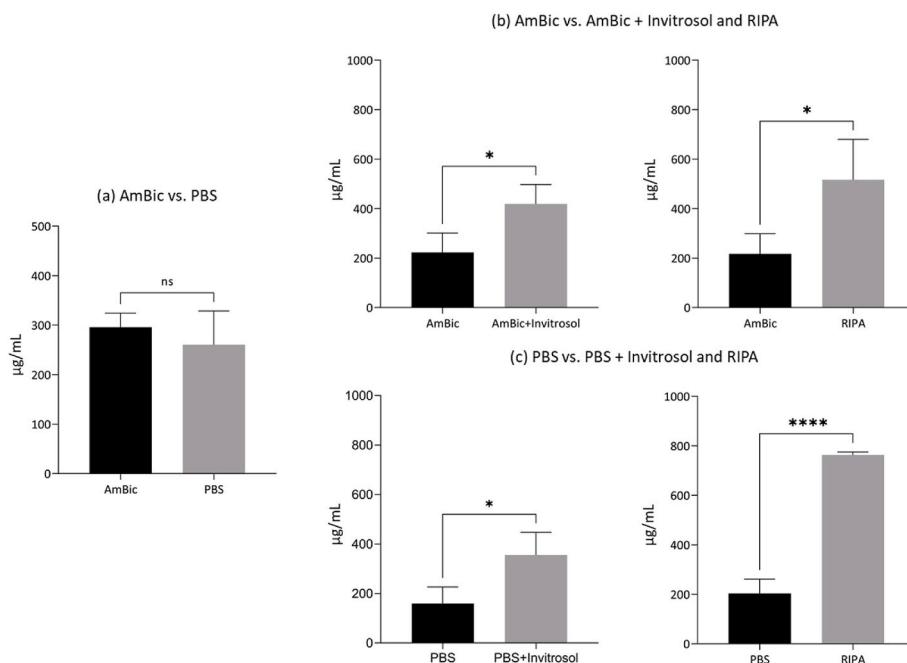 (b) AmBic vs. AmBic + Invitrosol and RIPA
1000
800
600
400
200
0
µg/mL
*
AmBic
AmBic+Invitrosol
1000
800
600
400
200
0
µg/mL
*
AmBic
RIPA
(a) AmBic vs. PBS
500
400
300
200
100
0
µg/mL
ns
AmBic
PBS
(c) PBS vs. PBS + Invitrosol and RIPA
1000
800
600
400
200
0
µg/mL
*
PBS
PBS+Invitrosol
1000
800
600
400
200
0
µg/mL
****
PBS
RIPA